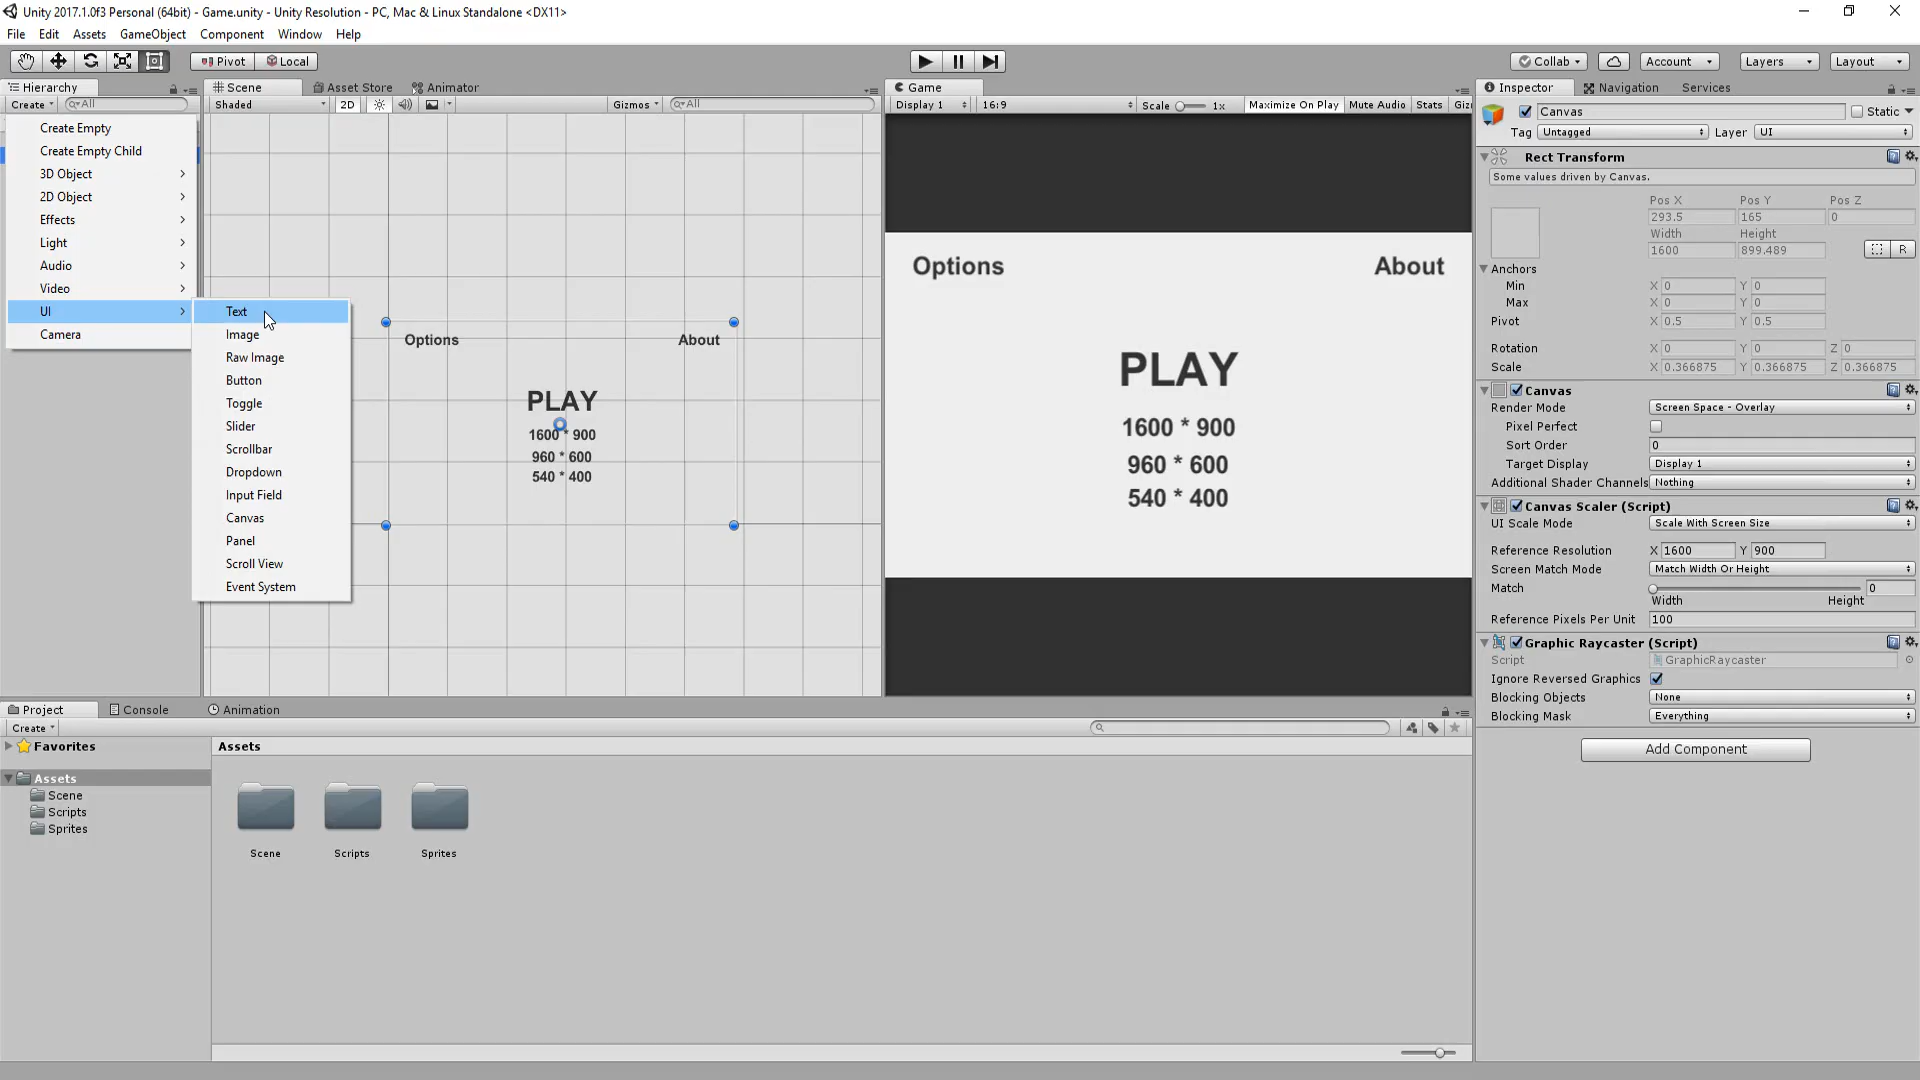 Unity 2017.1.0f3 Personal (64bit) - Game.unity - Unity Resolution - PC, Mac & Linux Standalone <DX11>
File Edit Assets GameObject Component Window Help
Pivot Local Collab Account Layers Layout
Hierarchy
Create All
Create Empty
Create Empty Child
3D Object
2D Object
Effects
Light
Audio
Video
UI
Camera
Text
Image
Raw Image
Button
Toggle
Slider
Scrollbar
Dropdown
Input Field
Canvas
Panel
Scroll View
Event System
Scene Asset Store Animator
Shaded 2D Gizmos All
Options About
PLAY
1600 * 900
960 * 600
540 * 400
Game
Display 1 16:9 Scale 1x Maximize On Play Mute Audio Stats Giz
Options About
PLAY
1600 * 900
960 * 600
540 * 400
Inspector Navigation Services
Canvas Static
Tag Untagged Layer UI
Rect Transform
Some values driven by Canvas.
Pos X Pos Y Pos Z
293.5 165 0
Width Height
1600 899.489 R
Anchors
Min X 0 Y 0
Max X 0 Y 0
Pivot X 0.5 Y 0.5
Rotation X 0 Y 0 Z 0
Scale X 0.366875 Y 0.366875 Z 0.366875
Canvas
Render Mode Screen Space - Overlay
Pixel Perfect
Sort Order 0
Target Display Display 1
Additional Shader Channels Nothing
Canvas Scaler (Script)
UI Scale Mode Scale With Screen Size
Reference Resolution X 1600 Y 900
Screen Match Mode Match Width Or Height
Match 0
Width Height
Reference Pixels Per Unit 100
Graphic Raycaster (Script)
Script GraphicRaycaster
Ignore Reversed Graphics
Blocking Objects None
Blocking Mask Everything
Add Component
Project Console Animation
Create
Favorites
Assets
Scene
Scripts
Sprites
Assets
Scene Scripts Sprites